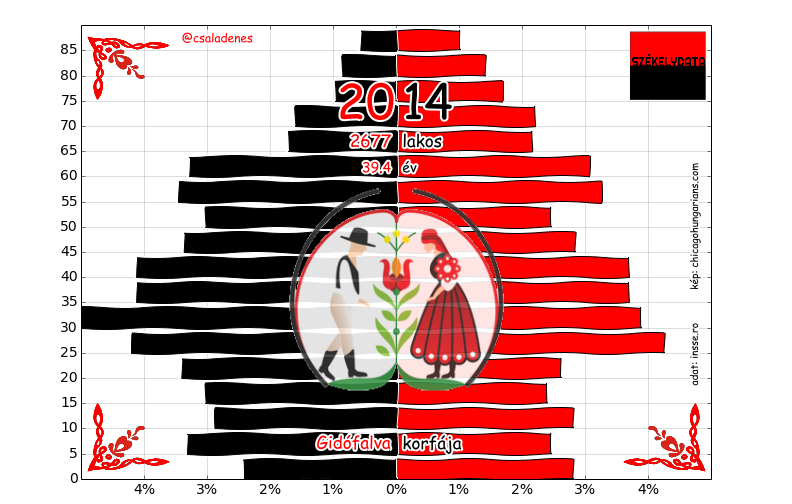 @csaladenes
SZÉKELYDATA
2014
2677 lakos
39.4 év
kép: chicagohungarians.com
adat: insse.ro
Gidófalva korfája
85
80
75
70
65
60
55
50
45
40
35
30
25
20
15
10
5
0
4% 3% 2% 1% 0% 1% 2% 3% 4%